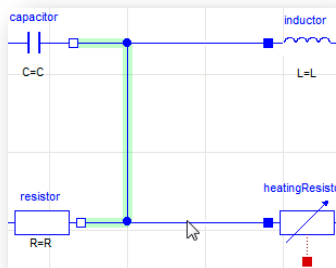 capacitor
inductor
C=C
L=L
resistor
heatingResisto
R=R